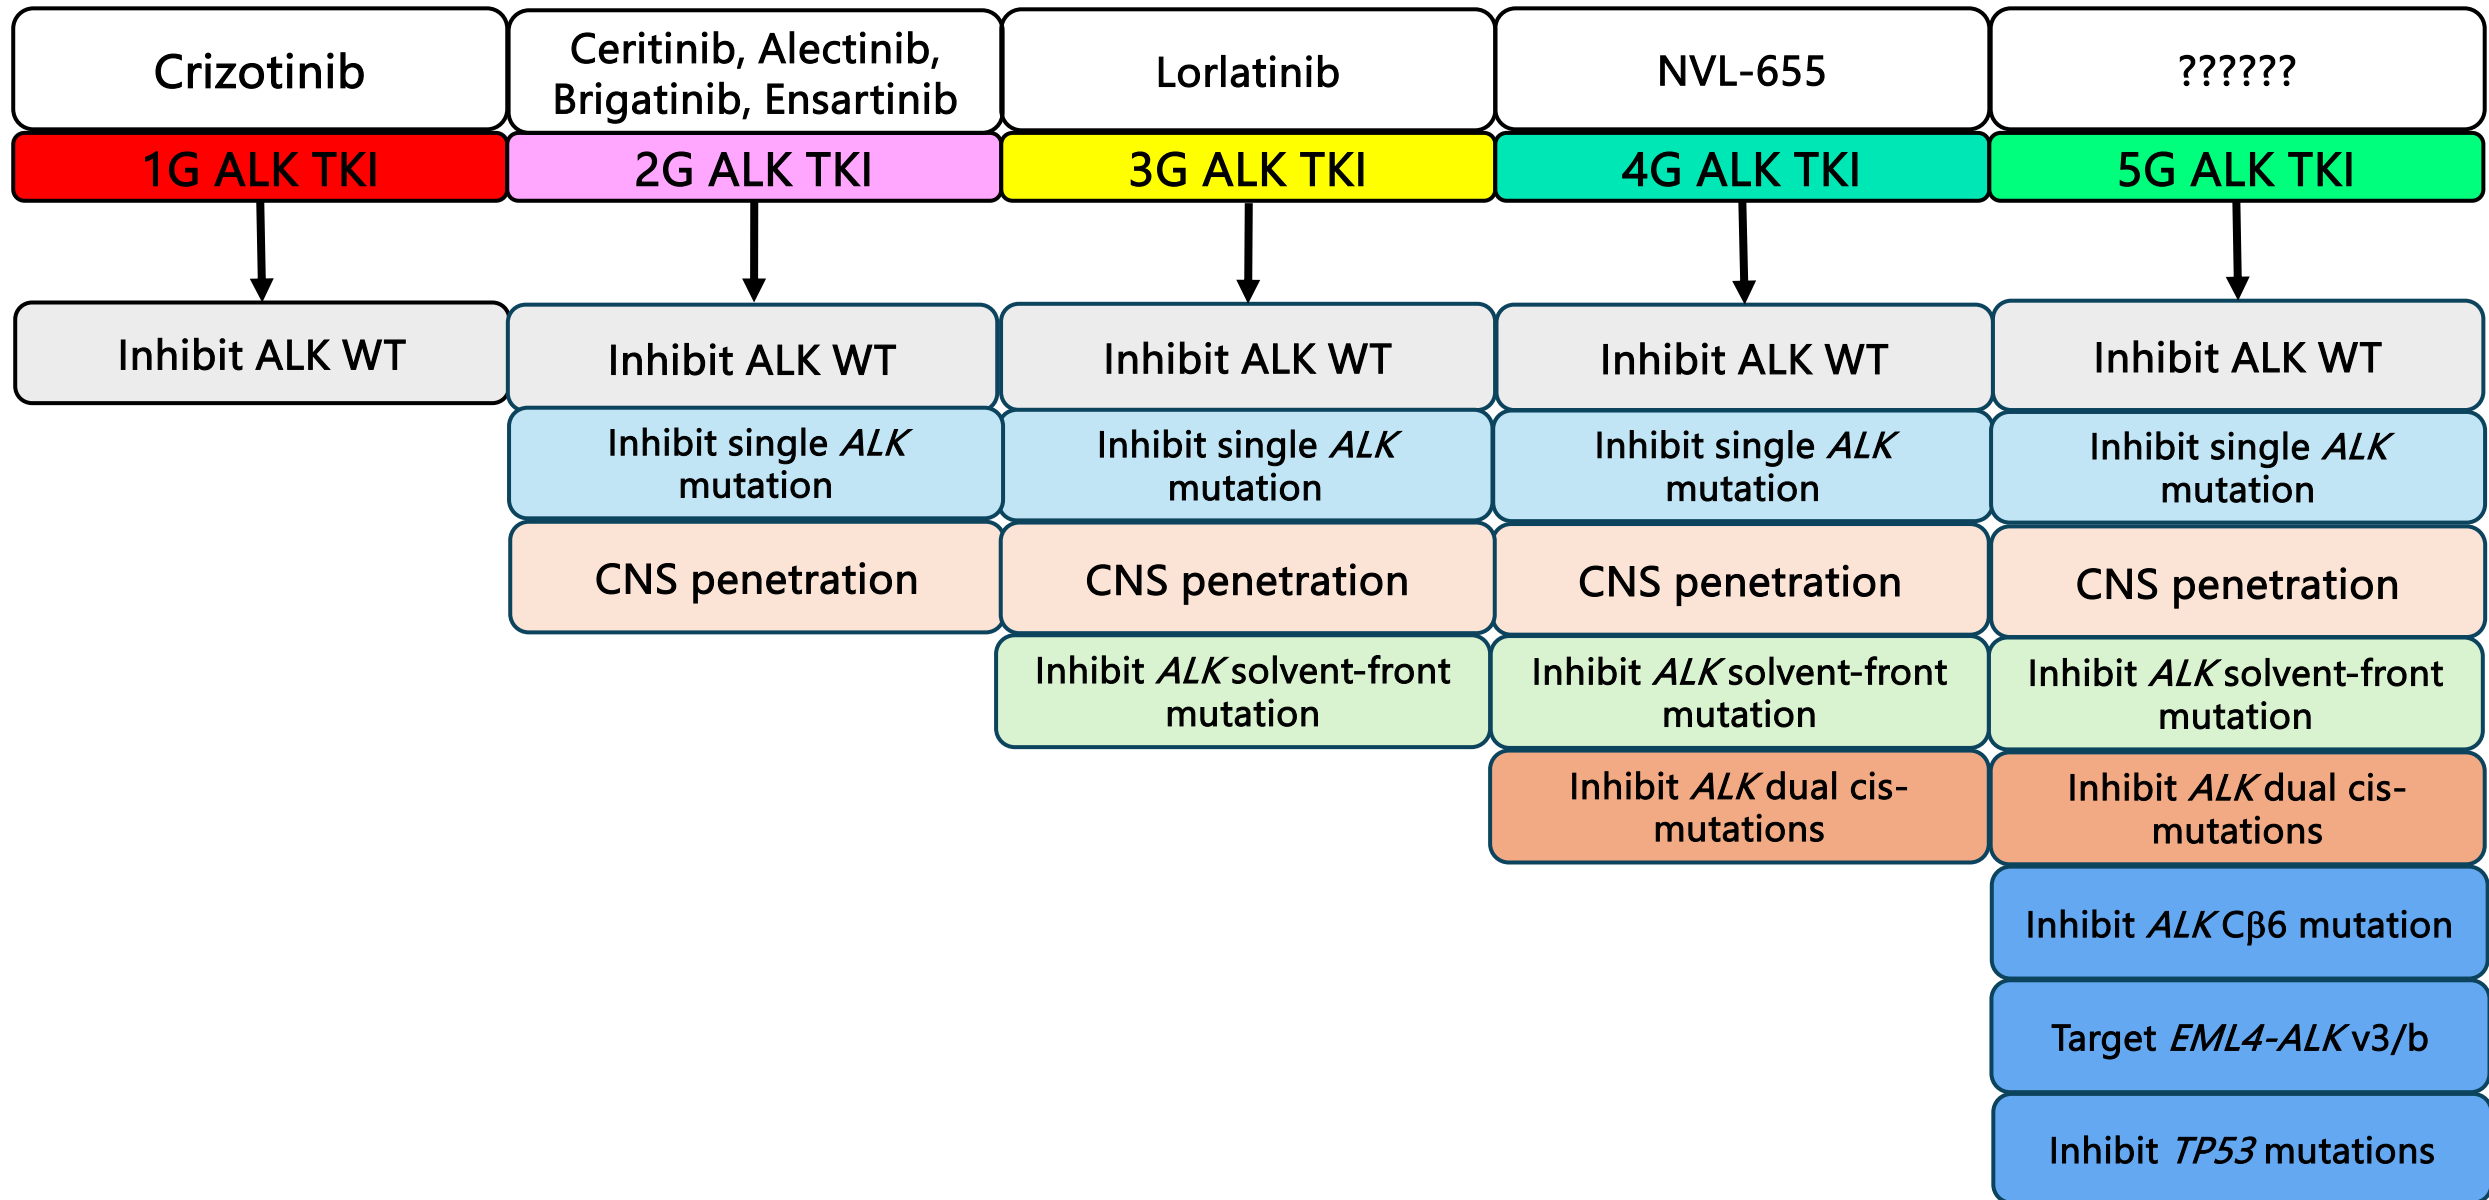 Crizotinib
Ceritinib, Alectinib,
Brigatinib, Ensartinib
Lorlatinib
NVL-655
??????
1G ALK TKI
2G ALK TKI
3G ALK TKI
4G ALK TKI
5G ALK TKI
Inhibit ALK WT
Inhibit ALK WT
Inhibit ALK WT
Inhibit ALK WT
Inhibit ALK WT
Inhibit single ALK
mutation
Inhibit single ALK
mutation
Inhibit single ALK
mutation
Inhibit single ALK
mutation
CNS penetration
CNS penetration
CNS penetration
CNS penetration
Inhibit ALK solvent-front
mutation
Inhibit ALK solvent-front
mutation
Inhibit ALK solvent-front
mutation
Inhibit ALK dual cis-
mutations
Inhibit ALK dual cis-
mutations
Inhibit ALK Cβ6 mutation
Target EML4-ALK v3/b
Inhibit TP53 mutations